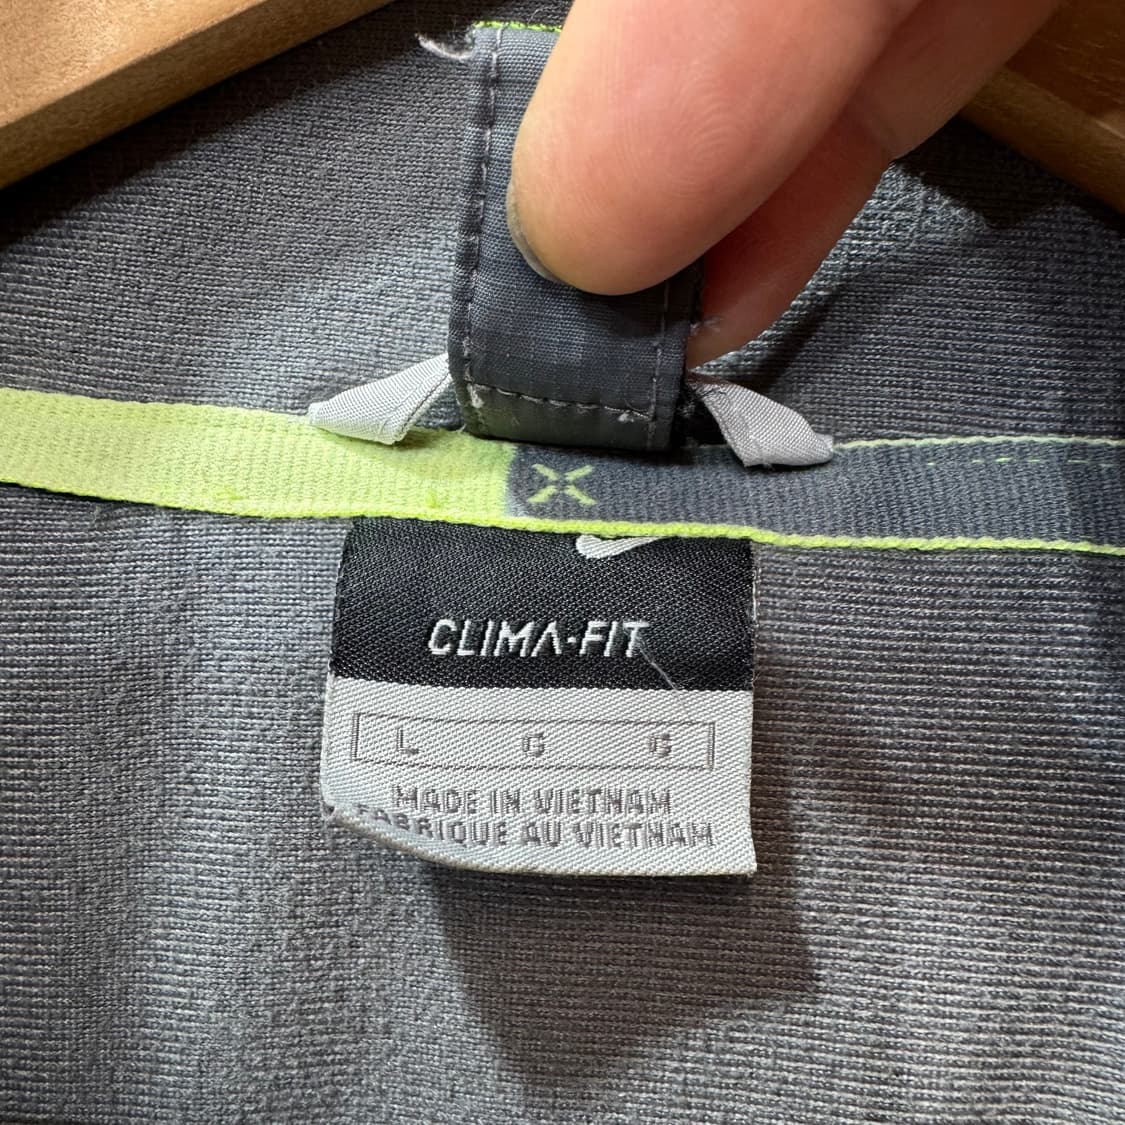 CLIMA-FIT
L G G
MADE IN VIETNAM
FABRIQUE AU VIETNAM